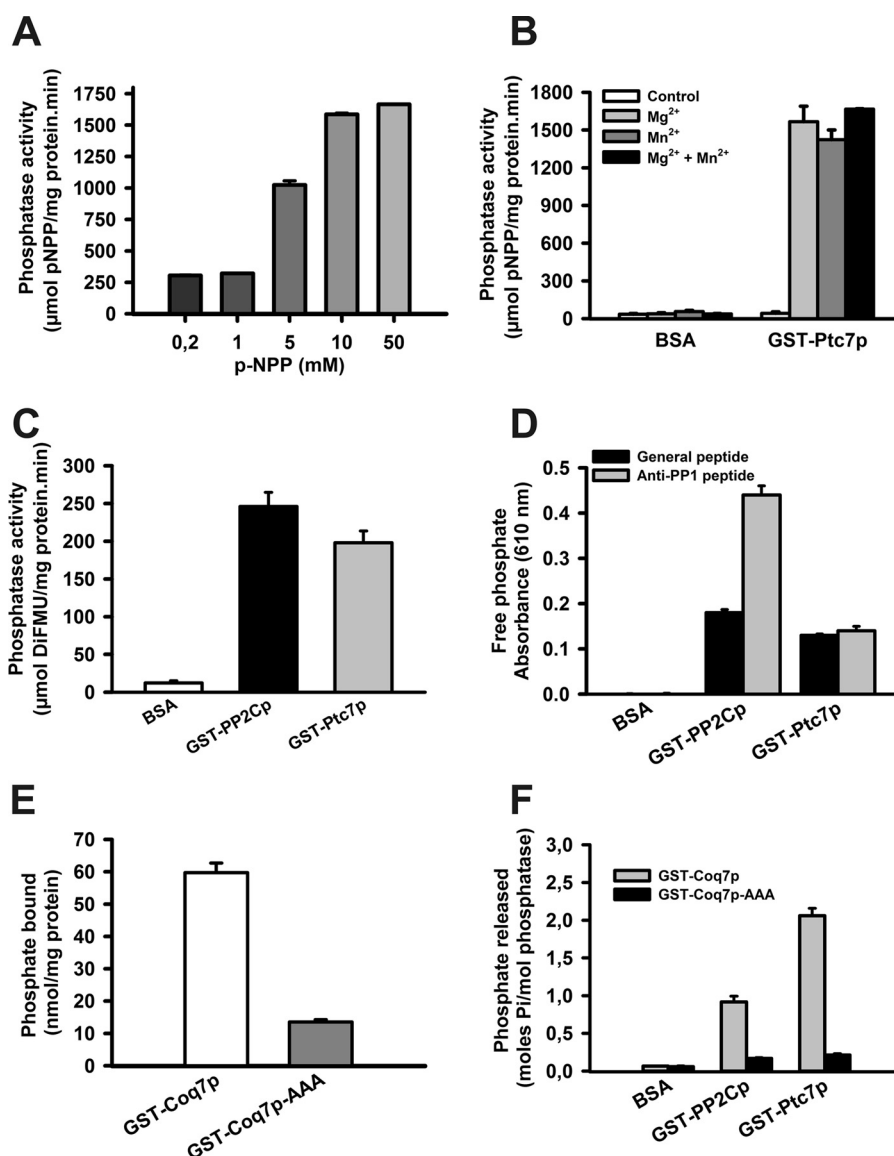 A
Phosphatase activity
(µmol pNPP/mg protein.min)
1750
1500
1250
1000
750
500
250
0
0,2 1 5 10 50
p-NPP (mM)
B
Phosphatase activity
(µmol pNPP/mg protein.min)
1800
1500
1200
900
600
300
0
Control
Mg2+
Mn2+
Mg2+ + Mn2+
BSA GST-Ptc7p
C
Phosphatase activity
(µmol DiFMU/mg protein.min)
300
250
200
150
100
50
0
BSA GST-PP2Cp GST-Ptc7p
D
General peptide
Anti-PP1 peptide
Free phosphate
Absorbance (610 nm)
0.5
0.4
0.3
0.2
0.1
0.0
BSA GST-PP2Cp GST-Ptc7p
E
Phosphate bound
(nmol/mg protein)
70
60
50
40
30
20
10
0
GST-Coq7p GST-Coq7p-AAA
F
Phosphate released
(moles Pi/mol phosphatase)
3,0
2,5
2,0
1,5
1,0
0,5
0,0
GST-Coq7p
GST-Coq7p-AAA
BSA GST-PP2Cp GST-Ptc7p